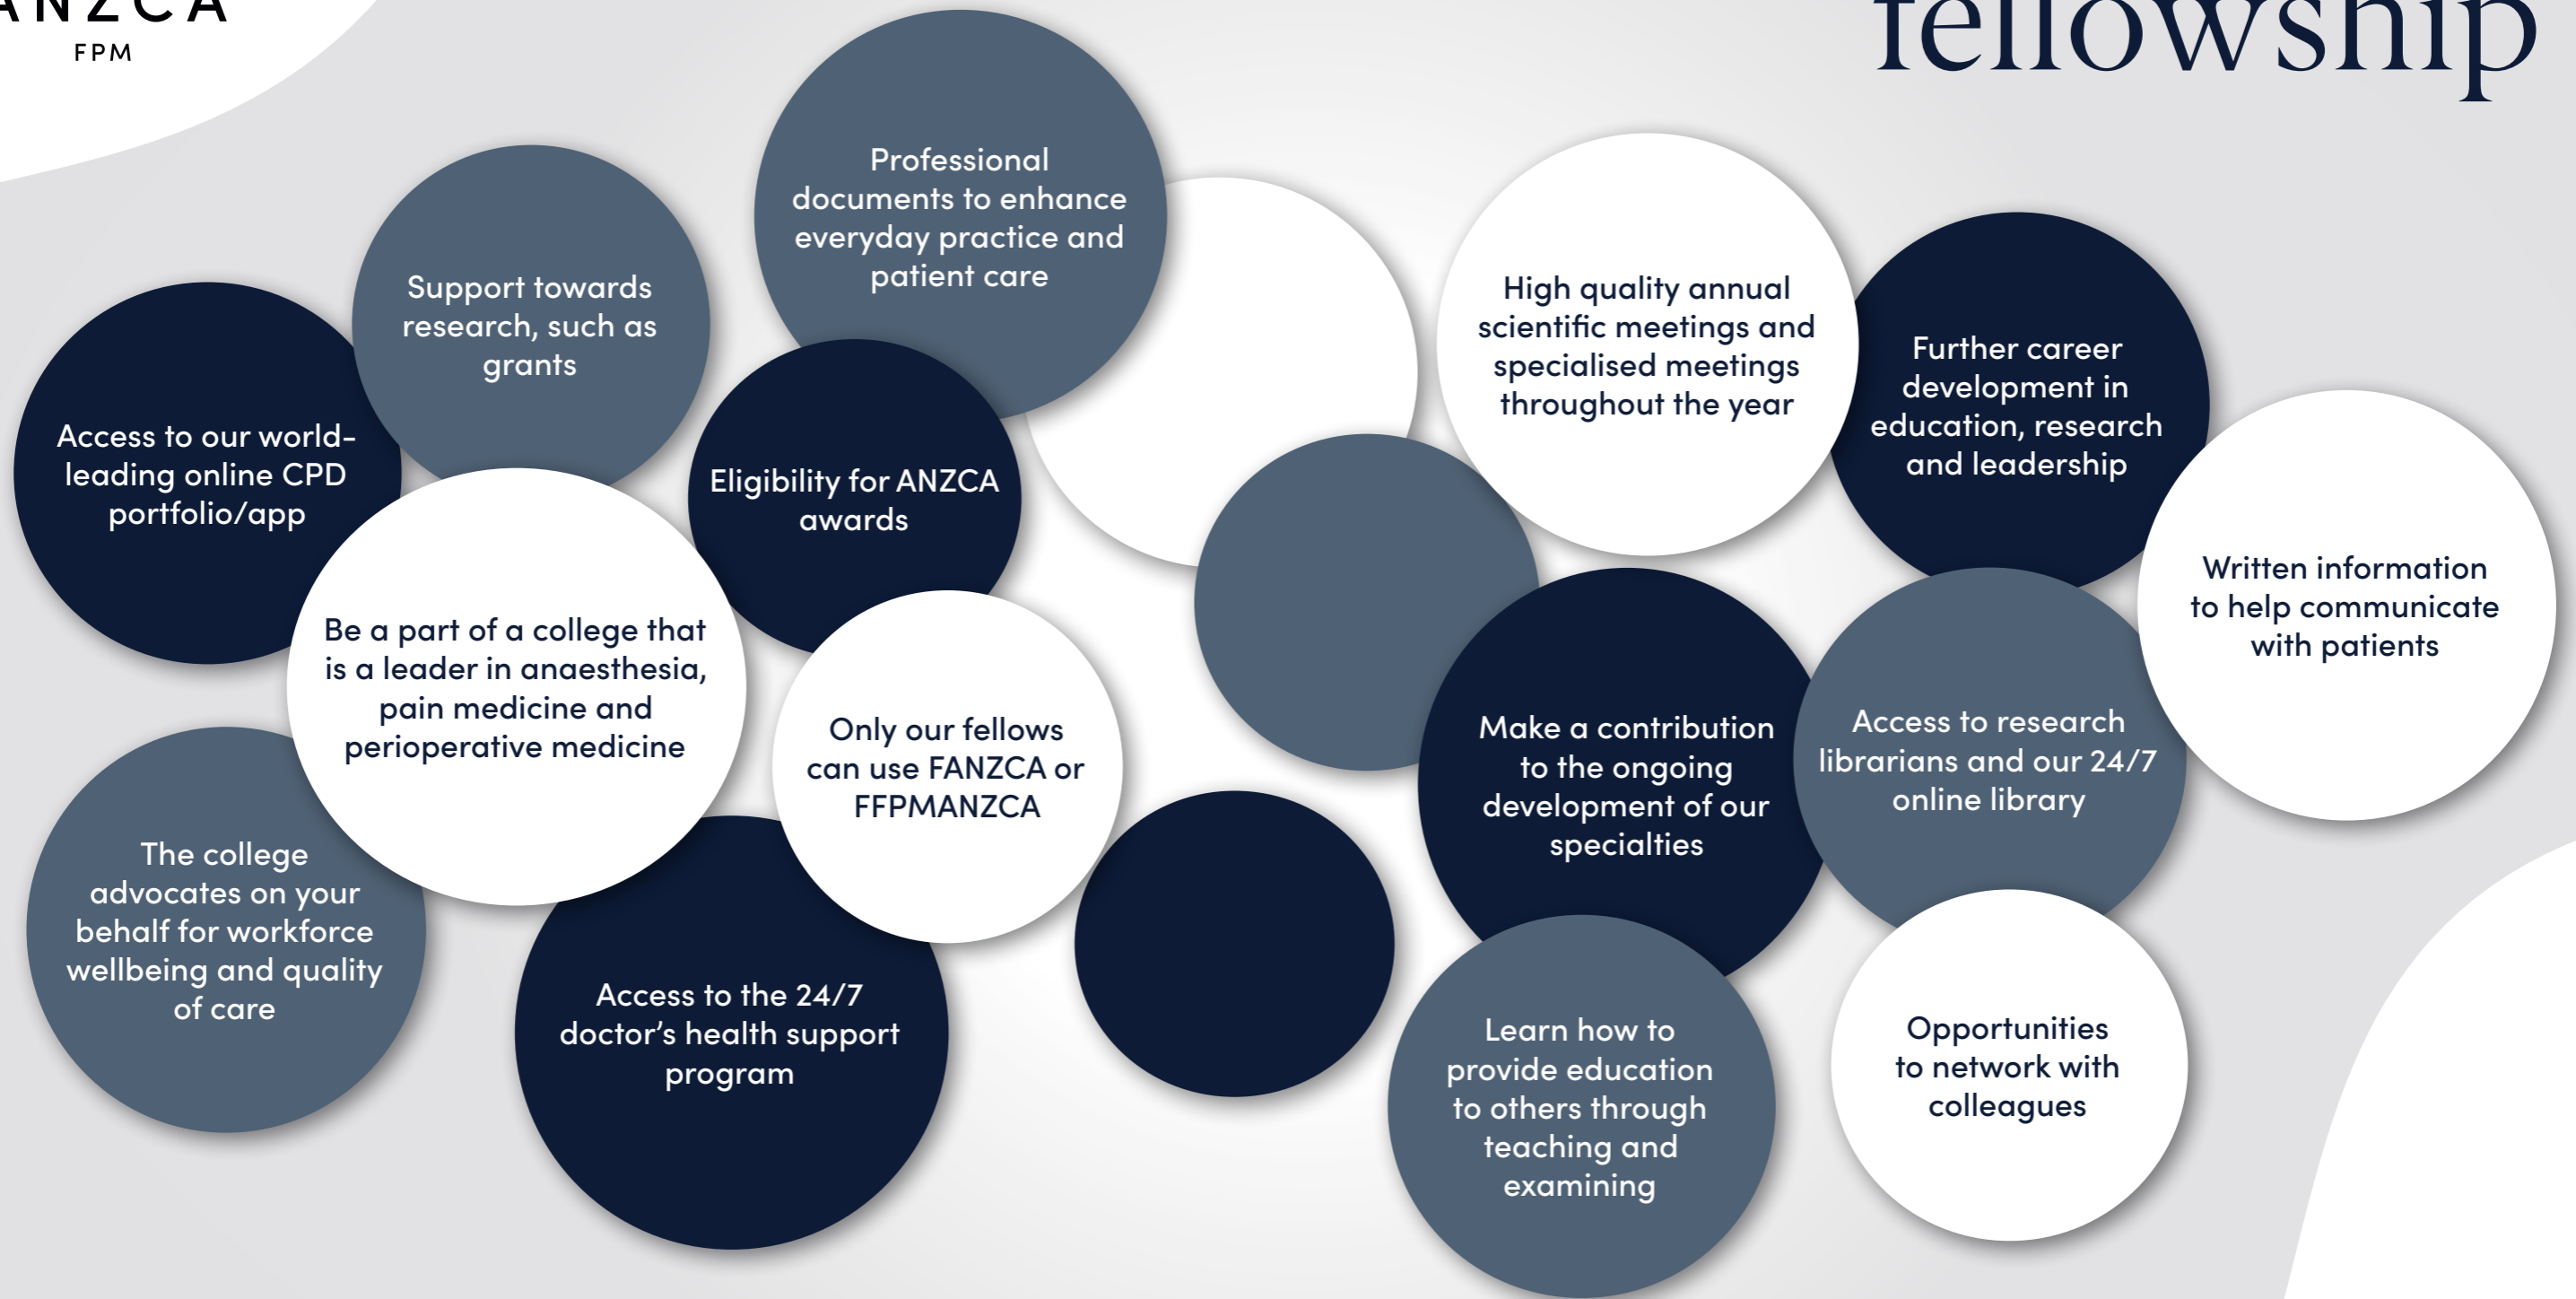 ANZCA
FPM
fellowship
Professional
documents to enhance
everyday practice and
patient care
Support towards
research, such as
grants
High quality annual
scientific meetings and
specialised meetings
throughout the year
Further career
development in
education, research
and leadership
Access to our world-
leading online CPD
portfolio/app
Eligibility for ANZCA
awards
Written information
to help communicate
with patients
Be a part of a college that
is a leader in anaesthesia,
pain medicine and
perioperative medicine
Only our fellows
can use FANZCA or
FFPMANZCA
Make a contribution
to the ongoing
development of our
specialties
Access to research
librarians and our 24/7
online library
The college
advocates on your
behalf for workforce
wellbeing and quality
of care
Access to the 24/7
doctor’s health support
program
Learn how to
provide education
to others through
teaching and
examining
Opportunities
to network with
colleagues